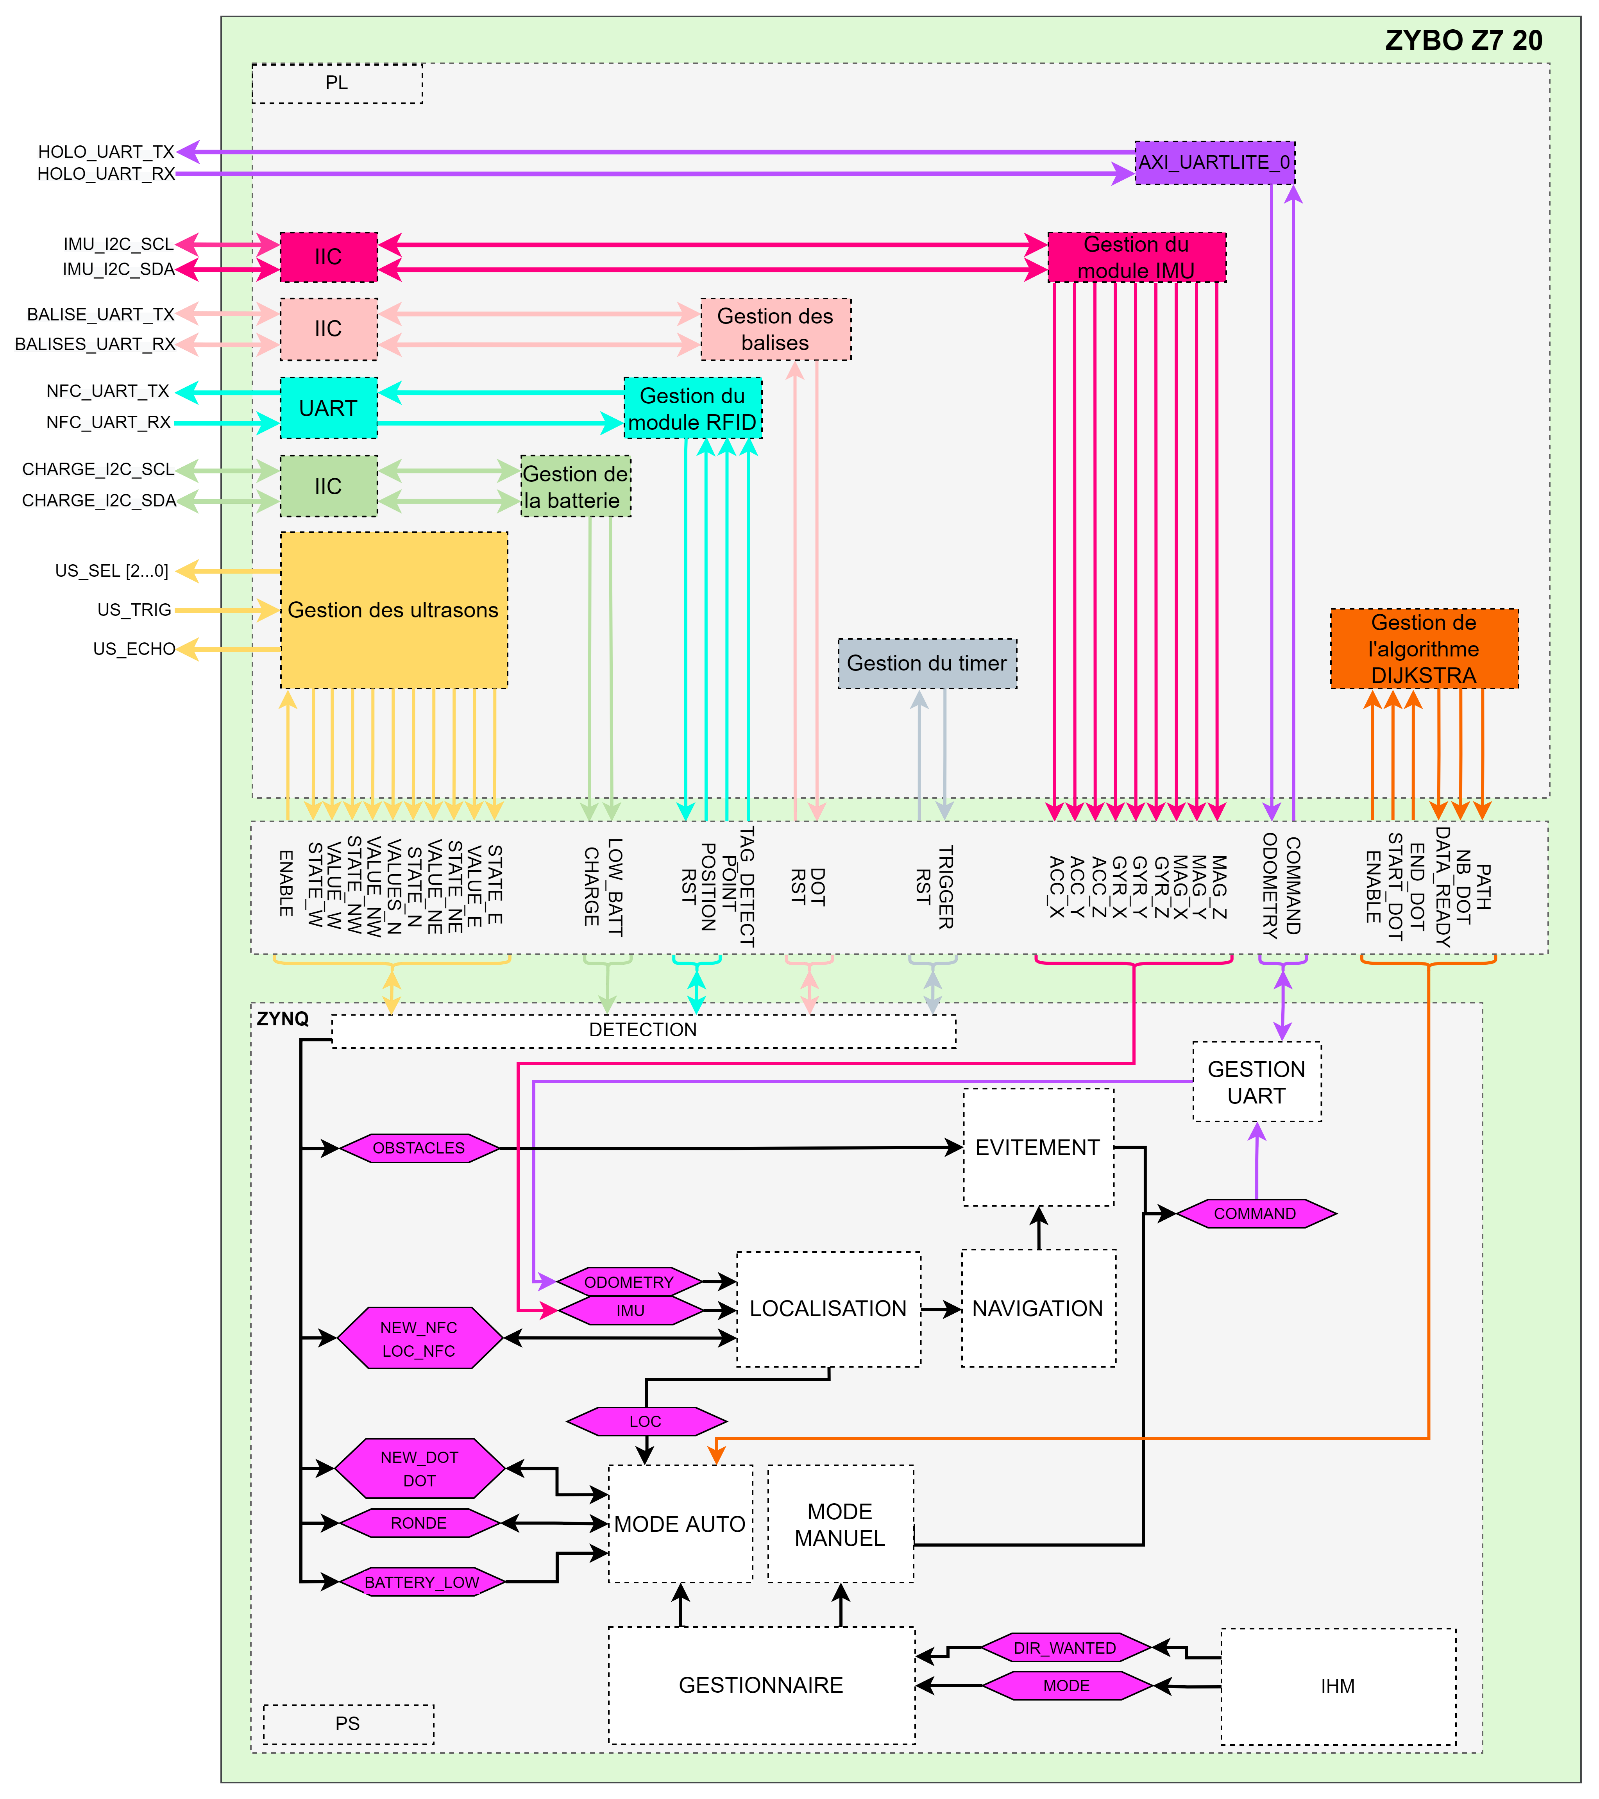 ZYBO Z7 20
PL
HOLO_UART_TX
HOLO_UART_RX
AXI_UARTLITE_0
IMU_I2C_SCL
IMU_I2C_SDA
IIC
Gestion du
module IMU
BALISE_UART_TX
BALISES_UART_RX
IIC
Gestion des
balises
NFC_UART_TX
NFC_UART_RX
UART
Gestion du
module RFID
CHARGE_I2C_SCL
CHARGE_I2C_SDA
IIC
Gestion de
la batterie
US_SEL [2...0]
US_TRIG
US_ECHO
Gestion des ultrasons
Gestion du timer
Gestion de
l'algorithme
DIJKSTRA
ENABLE
STATE_W
VALUE_W
STATE_NW
VALUE_NW
VALUES_N
STATE_N
VALUE_NE
STATE_NE
VALUE_E
STATE_E
CHARGE
LOW_BATT
RST
POSITION
POINT
TAG_DETECT
RST
DOT
RST
TRIGGER
ACC_X
ACC_Y
ACC_Z
GYR_X
GYR_Y
GYR_Z
MAG_X
MAG_Y
MAG_Z
ODOMETRY
COMMAND
ENABLE
START_DOT
END_DOT
DATA_READY
NB_DOT
PATH
ZYNQ
DETECTION
GESTION
UART
OBSTACLES
EVITEMENT
COMMAND
ODOMETRY
IMU
LOCALISATION
NAVIGATION
NEW_NFC
LOC_NFC
LOC
NEW_DOT
DOT
RONDE
BATTERY_LOW
MODE AUTO
MODE
MANUEL
GESTIONNAIRE
DIR_WANTED
MODE
IHM
PS